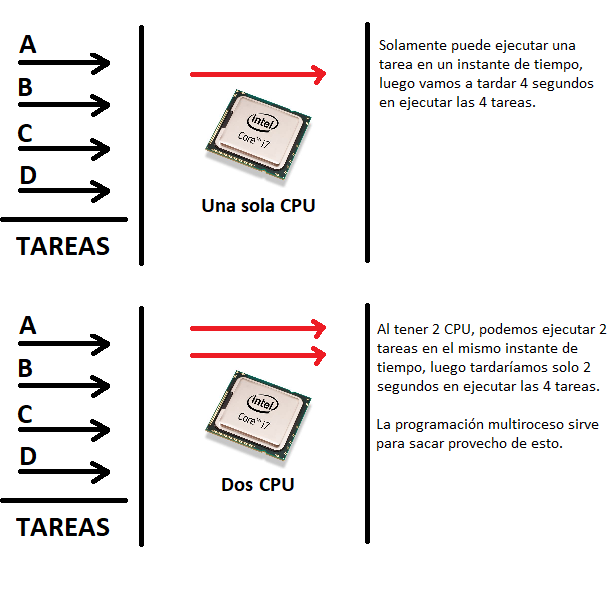 A
B
C
D
TAREAS
intel
Core™ i7
Una sola CPU
Solamente puede ejecutar una
tarea en un instante de tiempo,
luego vamos a tardar 4 segundos
en ejecutar las 4 tareas.
A
B
C
D
TAREAS
intel
Core™ i7
Dos CPU
Al tener 2 CPU, podemos ejecutar 2
tareas en el mismo instante de
tiempo, luego tardaríamos solo 2
segundos en ejecutar las 4 tareas.
La programación multiroceso sirve
para sacar provecho de esto.